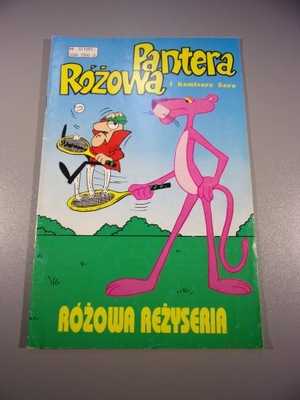 Pantera
Różowa
i komisarz Zero
RÓŻOWA REŻYSERIA